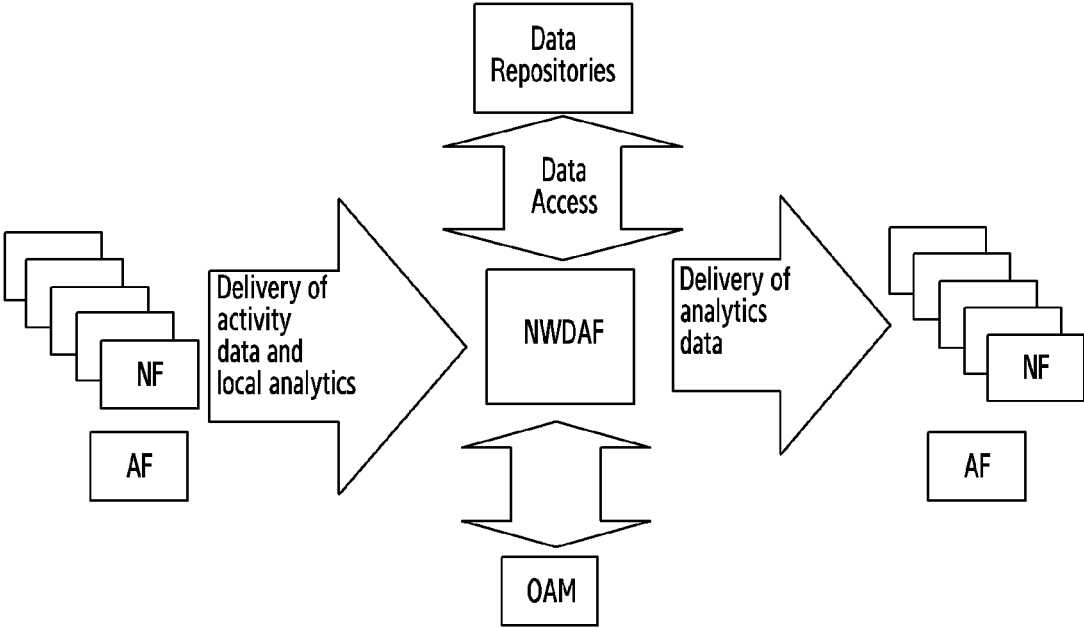 Data
Repositories
Data
Access
Delivery of
activity
data and
local analytics
NWDAF
Delivery of
analytics
data
NF
AF
NF
AF
OAM